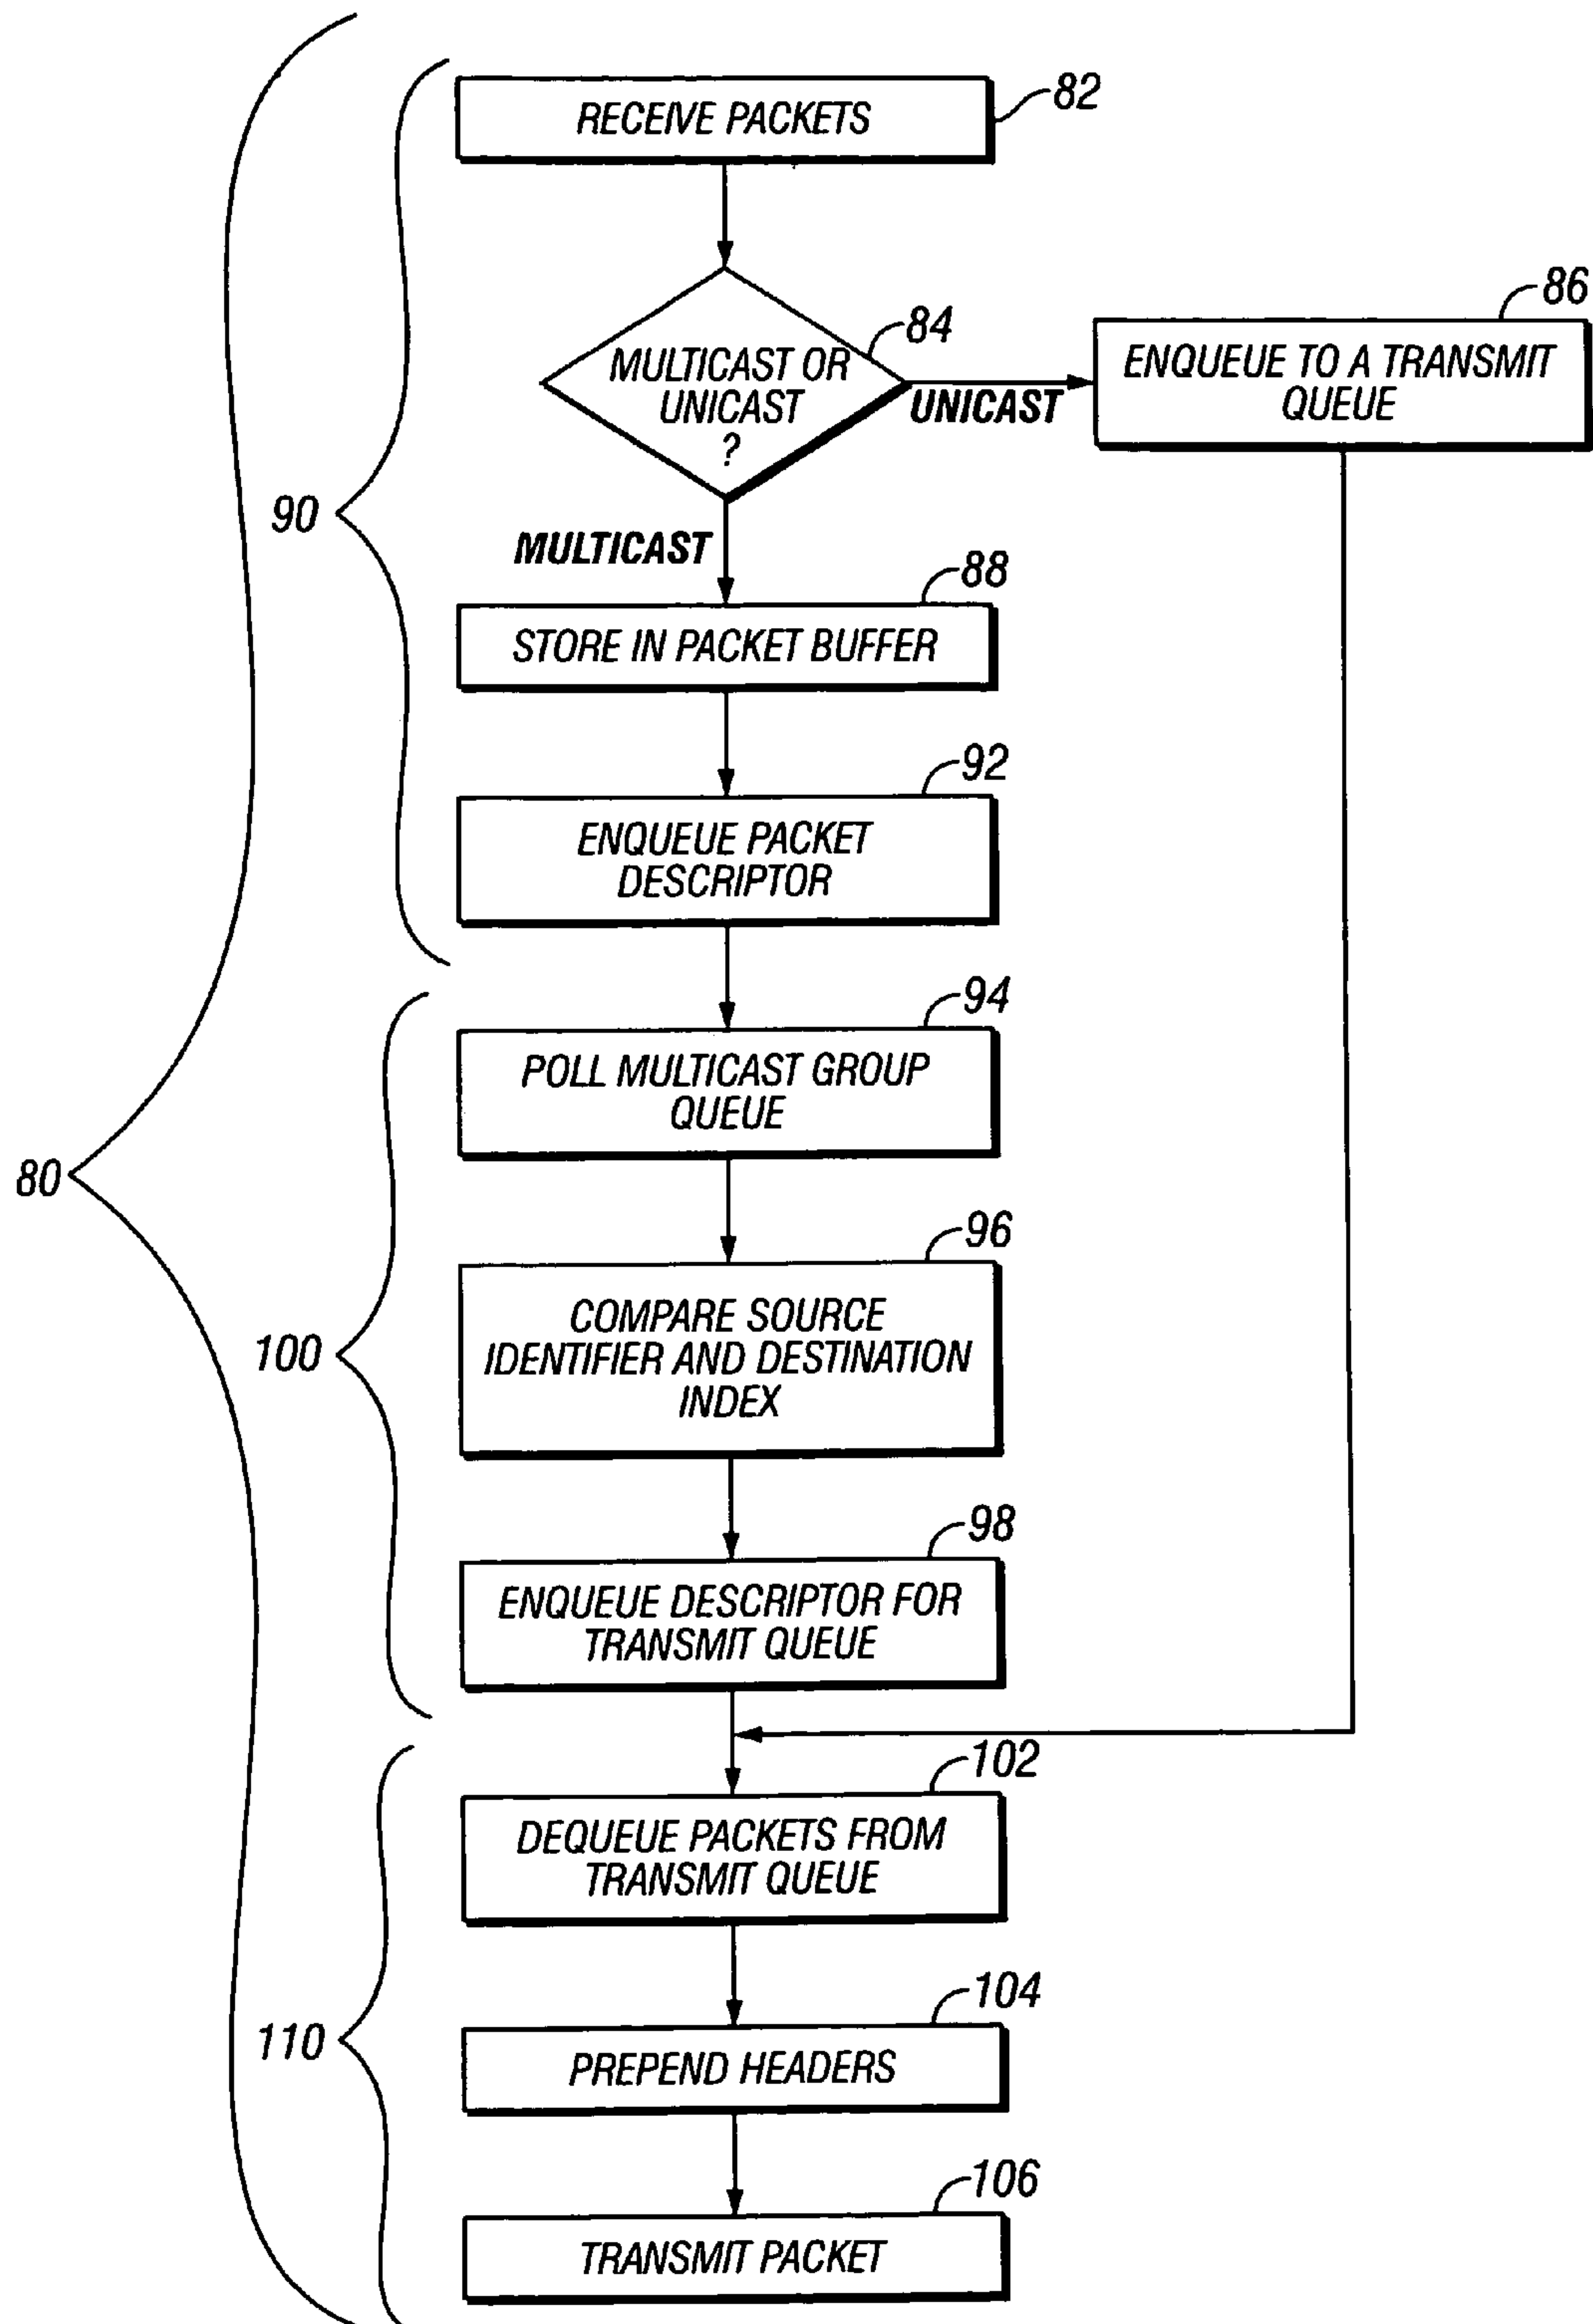 82
RECEIVE PACKETS
84
86
MULTICAST OR
UNICAST
?
UNICAST
ENQUEUE TO A TRANSMIT
QUEUE
90
MULTICAST
88
STORE IN PACKET BUFFER
92
ENQUEUE PACKET
DESCRIPTOR
94
POLL MULTICAST GROUP
QUEUE
80
96
100
COMPARE SOURCE
IDENTIFIER AND DESTINATION
INDEX
98
ENQUEUE DESCRIPTOR FOR
TRANSMIT QUEUE
102
DEQUEUE PACKETS FROM
TRANSMIT QUEUE
104
110
PREPEND HEADERS
106
TRANSMIT PACKET